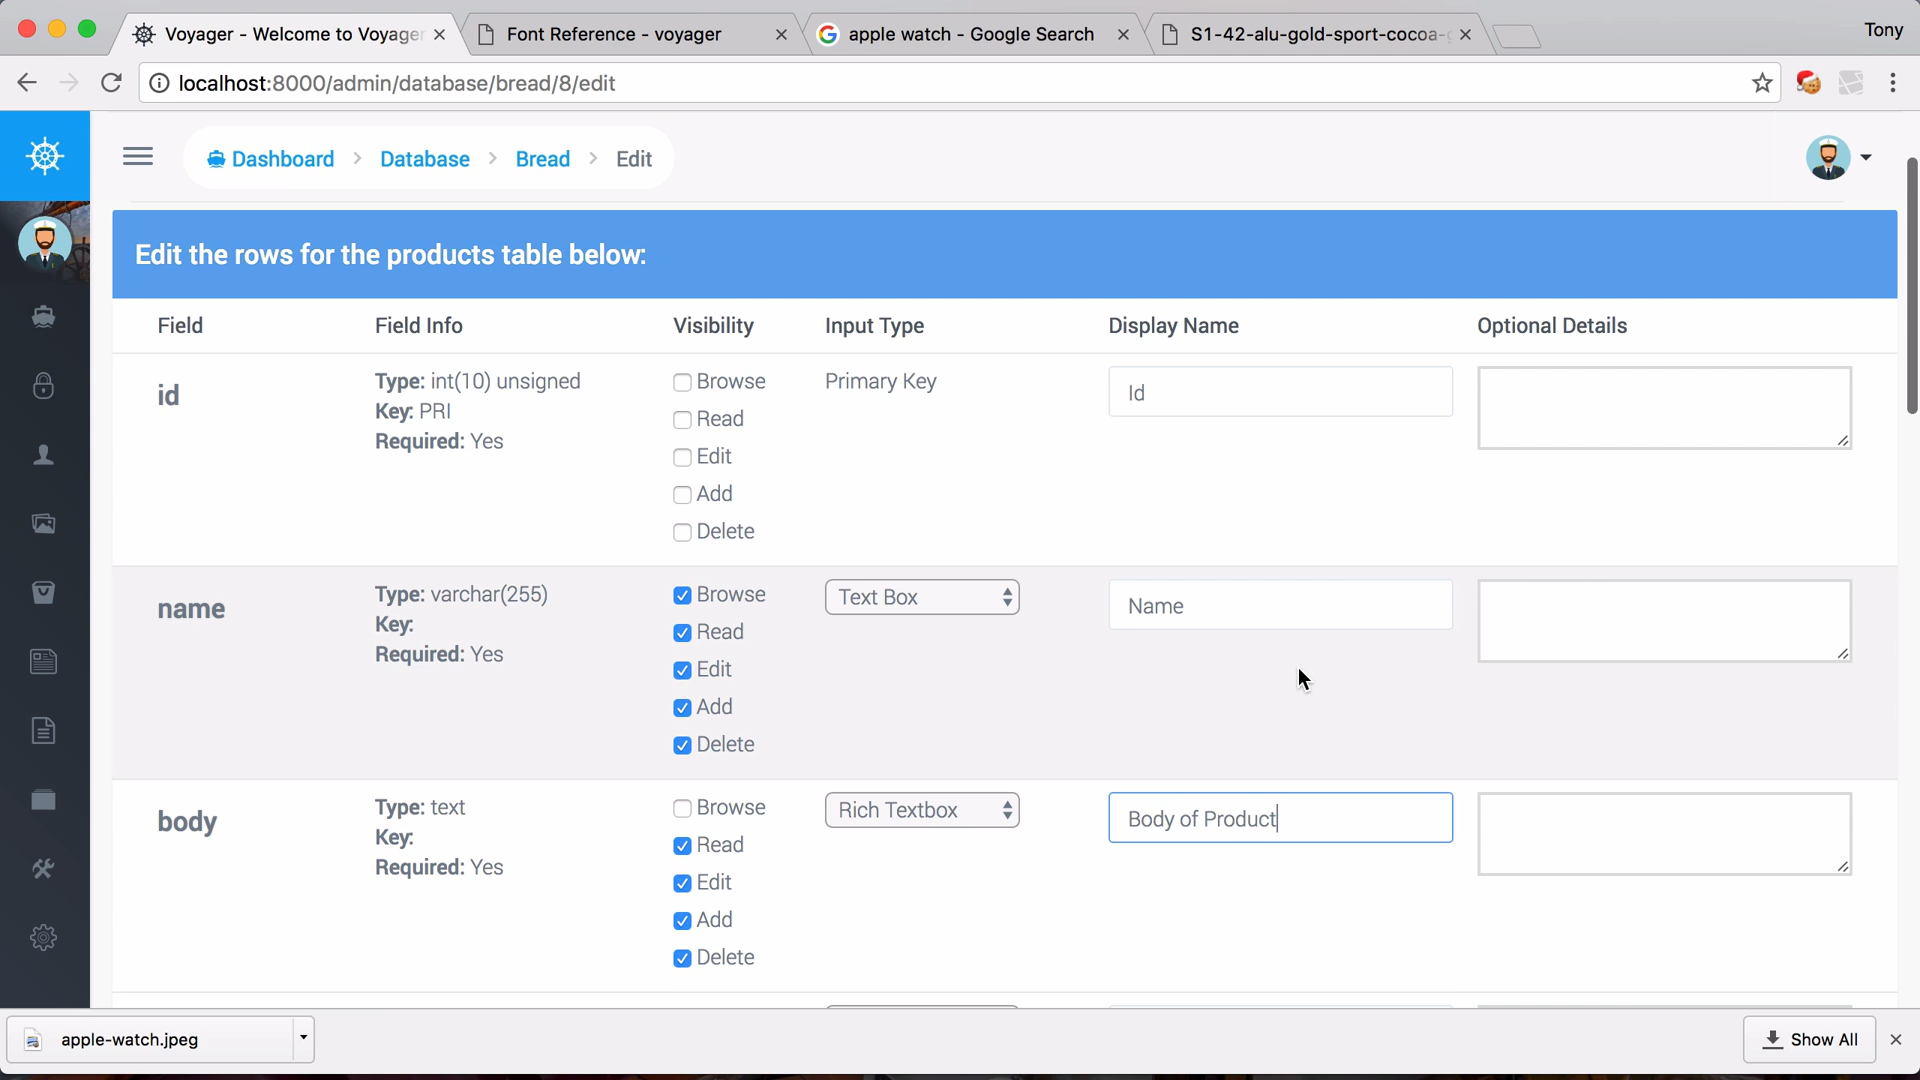 Voyager - Welcome to Voyager
Font Reference - voyager
apple watch - Google Search
S1-42-alu-gold-sport-cocoa-
Tony
localhost:8000/admin/database/bread/8/edit
Dashboard > Database > Bread > Edit
Edit the rows for the products table below:
Field Field Info Visibility Input Type Display Name Optional Details
id
Type: int(10) unsigned
Key: PRI
Required: Yes
Browse
Read
Edit
Add
Delete
Primary Key
Id
name
Type: varchar(255)
Key:
Required: Yes
Browse
Read
Edit
Add
Delete
Text Box
Name
body
Type: text
Key:
Required: Yes
Browse
Read
Edit
Add
Delete
Rich Textbox
Body of Product
apple-watch.jpeg
Show All